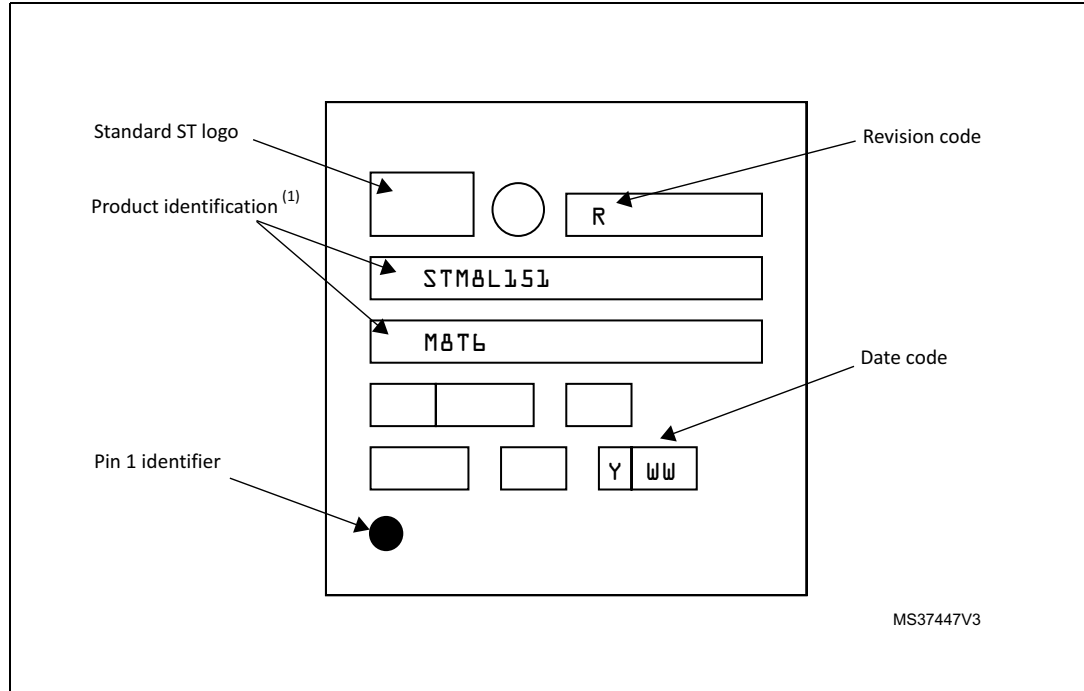 Standard ST logo
Revision code
Product identification (1)
R
STM8L151
M8T6
Date code
Pin 1 identifier
Y WW
MS37447V3